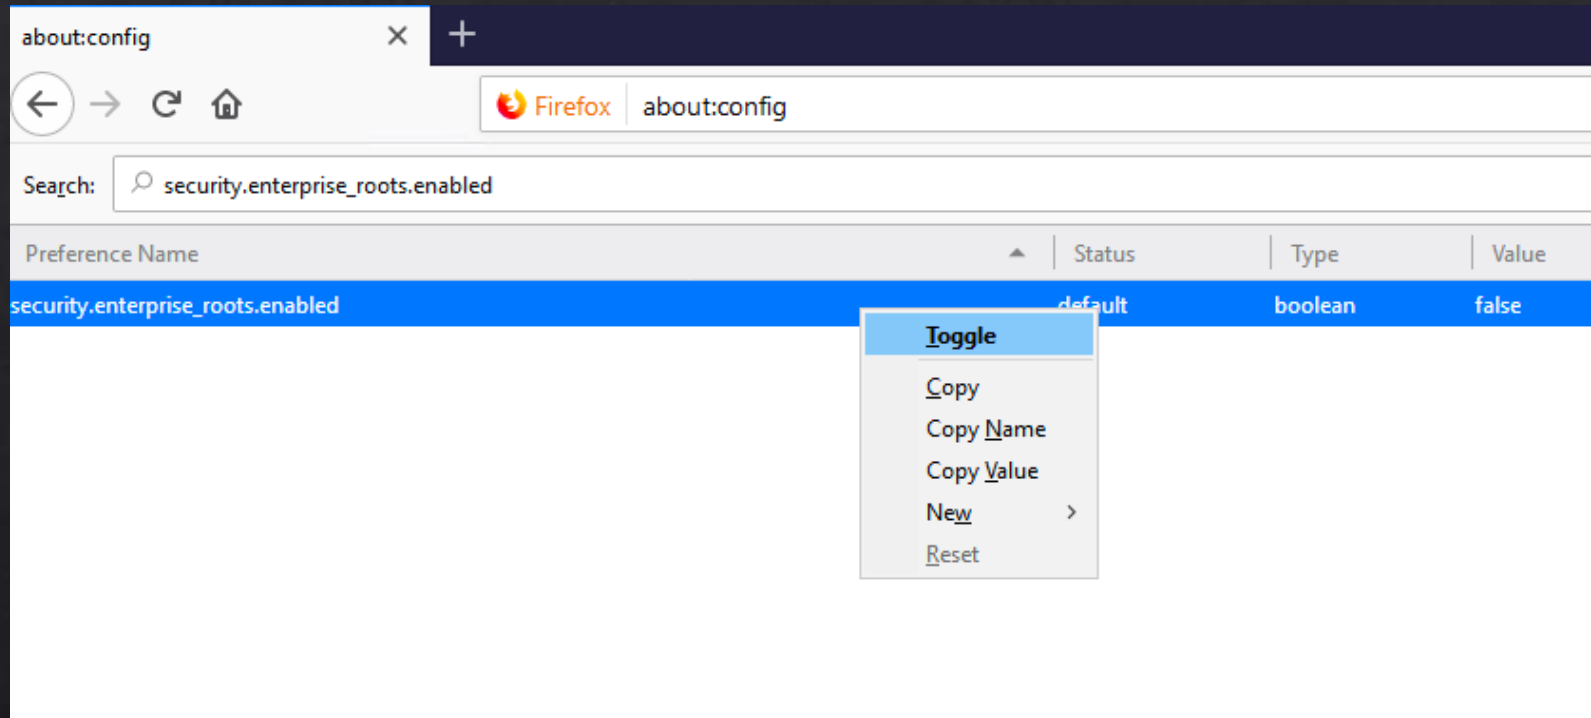 about:config
Firefox about:config
Search: security.enterprise_roots.enabled
Preference Name Status Type Value
security.enterprise_roots.enabled default boolean false
Toggle
Copy
Copy Name
Copy Value
New
Reset